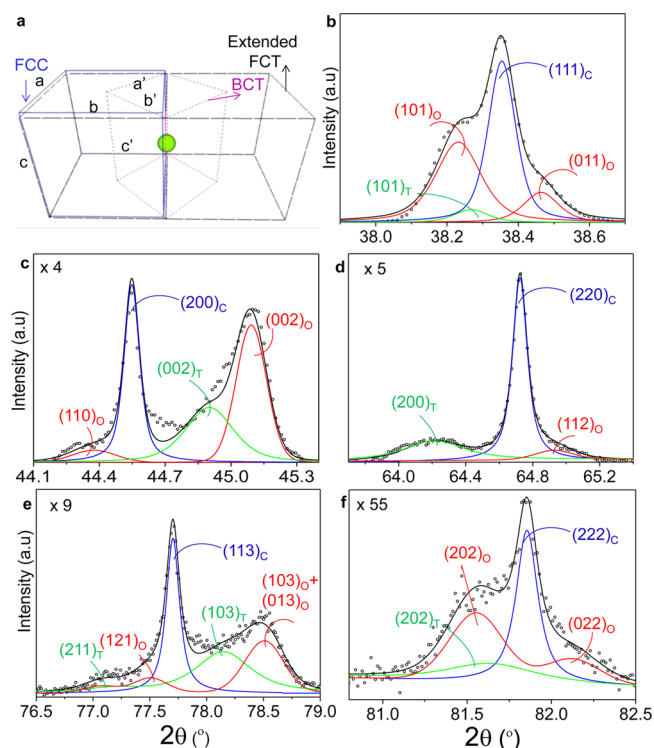 a
Extended
FCT
FCC
a
a'
BCT
b'
b
c'
c
b
Intensity (a.u)
(111)C
(101)O
(011)O
(101)T
38.0 38.2 38.4 38.6
c
x 4
Intensity (a.u)
(200)C
(002)O
(002)T
(110)O
44.1 44.4 44.7 45.0 45.3
d
x 5
(220)C
(200)T
(112)O
64.0 64.4 64.8 65.2
e
x 9
Intensity (a.u)
(113)C
(103)O+
(013)O
(103)T
(121)O
(211)T
76.5 77.0 77.5 78.0 78.5 79.0
2θ (°)
f
x 55
(202)O
(222)C
(202)T
(022)O
81.0 81.5 82.0 82.5
2θ (°)